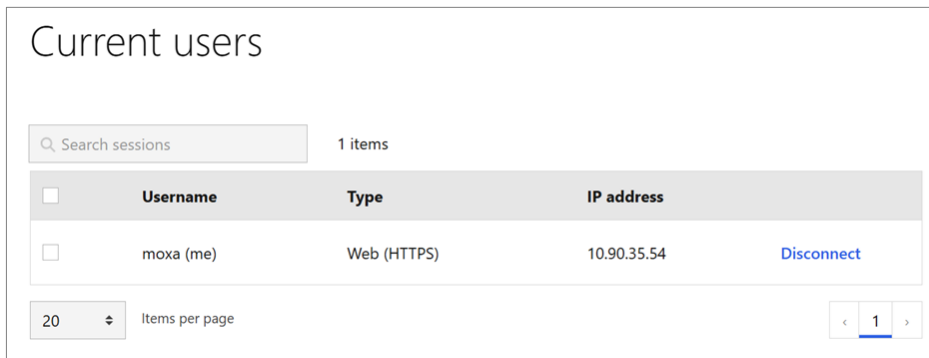 Current users
Search sessions 1 items
Username Type IP address
moxa (me) Web (HTTPS) 10.90.35.54 Disconnect
20 Items per page ‹ 1 ›